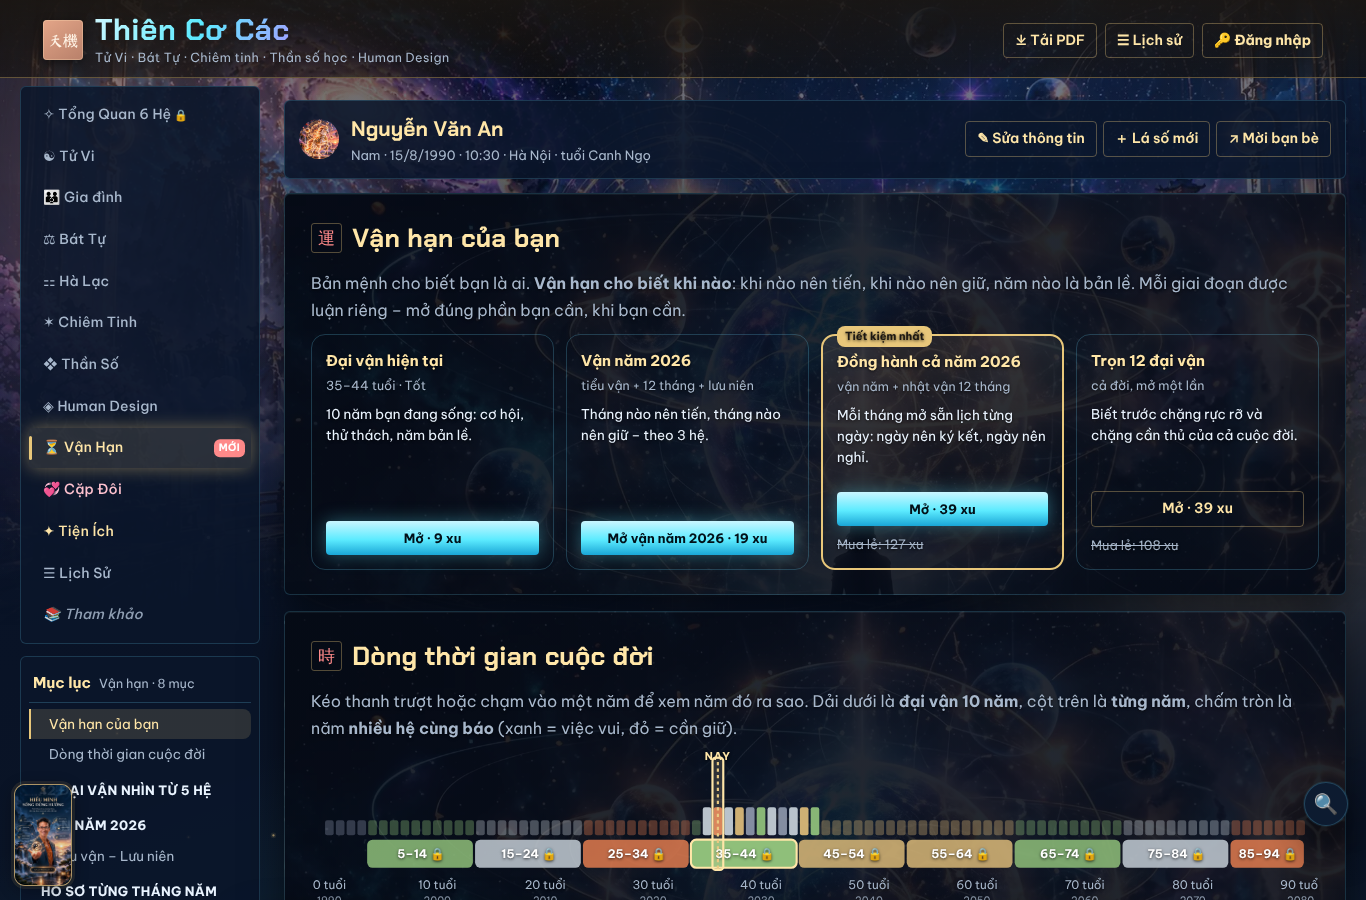 天機
Thiên Cơ Các
Tử Vi · Bát Tự · Chiêm tinh · Thần số học · Human Design
Tải PDF
Lịch sử
Đăng nhập
Tổng Quan 6 Hệ
Tử Vi
Gia đình
Bát Tự
Hà Lạc
Chiêm Tinh
Thần Số
Human Design
Vận Hạn
MỚI
Cặp Đôi
Tiện Ích
Lịch Sử
Tham khảo
Mục lục Vận hạn · 8 mục
Vận hạn của bạn
Dòng thời gian cuộc đời
ẠI VẬN NHÌN TỪ 5 HỆ
NĂM 2026
u vận – Lưu niên
HỒ SƠ TỪNG THÁNG NĂM
Nguyễn Văn An
Nam · 15/8/1990 · 10:30 · Hà Nội · tuổi Canh Ngọ
Sửa thông tin
+ Lá số mới
Mời bạn bè
運 Vận hạn của bạn
Bản mệnh cho biết bạn là ai. Vận hạn cho biết khi nào: khi nào nên tiến, khi nào nên giữ, năm nào là bản lề. Mỗi giai đoạn được
luận riêng – mở đúng phần bạn cần, khi bạn cần.
Đại vận hiện tại
35–44 tuổi · Tốt
10 năm bạn đang sống: cơ hội,
thử thách, năm bản lề.
Mở · 9 xu
Vận năm 2026
tiểu vận + 12 tháng + lưu niên
Tháng nào nên tiến, tháng nào
nên giữ – theo 3 hệ.
Mở vận năm 2026 · 19 xu
Tiết kiệm nhất
Đồng hành cả năm 2026
vận năm + nhật vận 12 tháng
Mỗi tháng mở sẵn lịch từng
ngày: ngày nên ký kết, ngày nên
nghỉ.
Mở · 39 xu
Mua lẻ: 127 xu
Trọn 12 đại vận
cả đời, mở một lần
Biết trước chặng rực rỡ và
chặng cần thủ của cả cuộc đời.
Mở · 39 xu
Mua lẻ: 108 xu
時 Dòng thời gian cuộc đời
Kéo thanh trượt hoặc chạm vào một năm để xem năm đó ra sao. Dải dưới là đại vận 10 năm, cột trên là từng năm, chấm tròn là
năm nhiều hệ cùng báo (xanh = việc vui, đỏ = cần giữ).
NAY
5–14 15–24 25–34 35–44 45–54 55–64 65–74 75–84 85–94
0 tuổi 10 tuổi 20 tuổi 30 tuổi 40 tuổi 50 tuổi 60 tuổi 70 tuổi 80 tuổi 90 tuổ
1990 2000 2010 2020 2030 2040 2050 2060 2070 2080